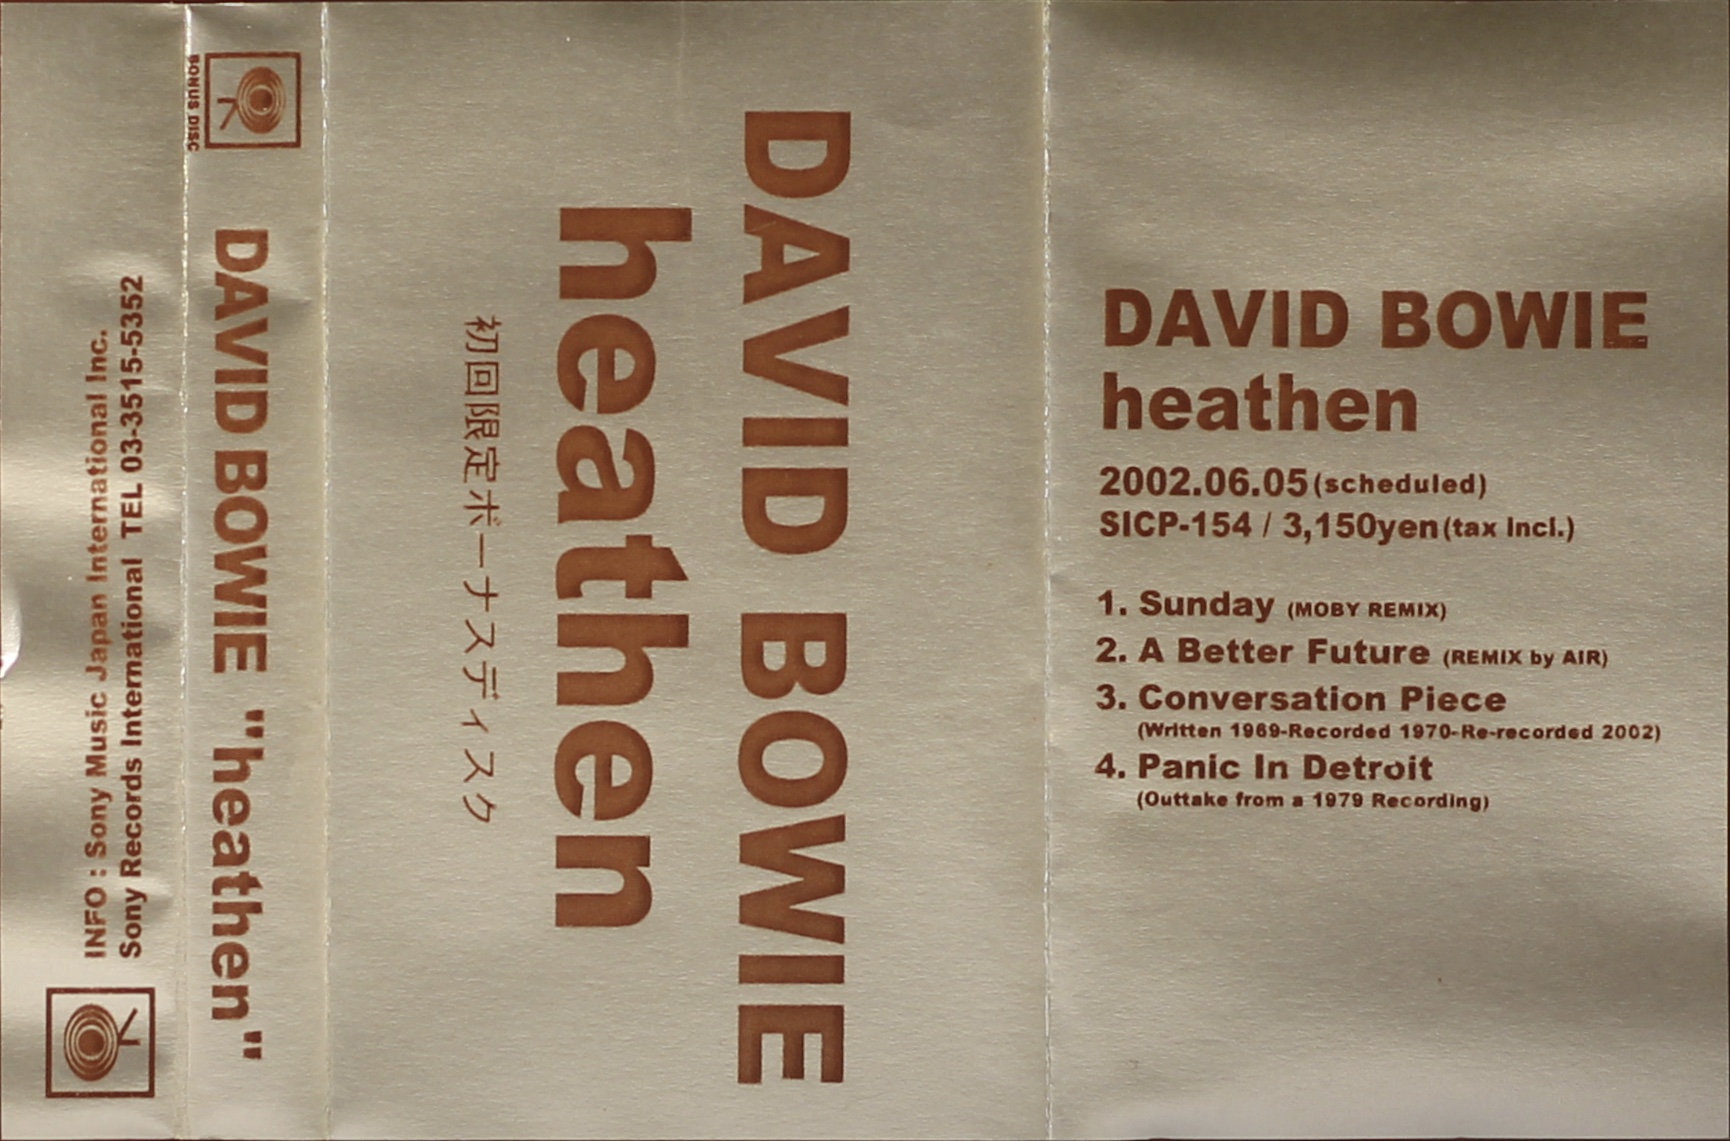 BONUS DISC
INFO : Sony Music Japan International Inc.
Sony Records International TEL 03-3515-5352
DAVID BOWIE "heathen"
DAVID BOWIE
heathen
初回限定ボーナスディスク
DAVID BOWIE
heathen
2002.06.05(scheduled)
SICP-154 / 3,150yen(tax incl.)
1. Sunday (MOBY REMIX)
2. A Better Future (REMIX by AIR)
3. Conversation Piece
(Written 1969-Recorded 1970-Re-recorded 2002)
4. Panic In Detroit
(Outtake from a 1979 Recording)